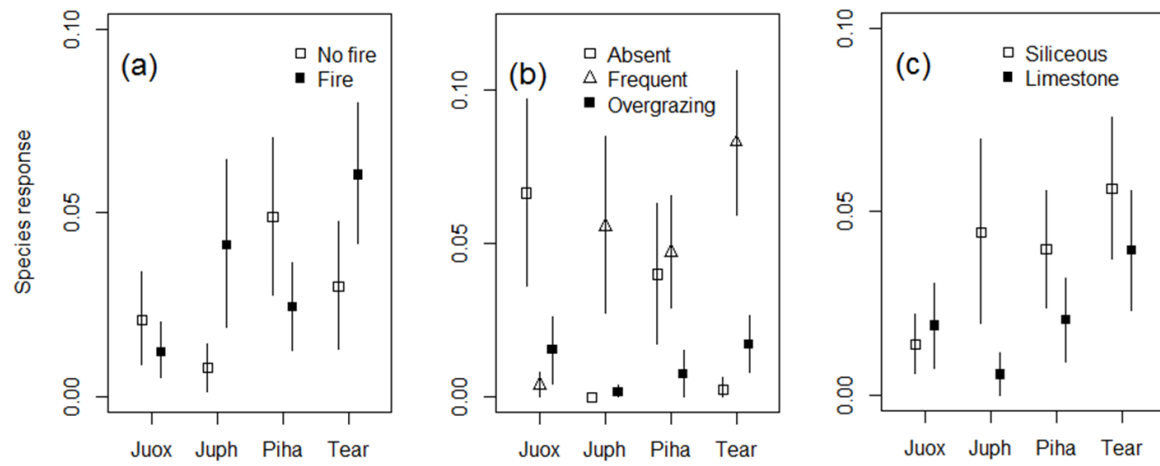 Species response
(a)
No fire
Fire
0.10
0.05
0.00
Juox Juph Piha Tear
(b)
Absent
Frequent
Overgrazing
0.10
0.05
0.00
Juox Juph Piha Tear
(c)
Siliceous
Limestone
0.10
0.05
0.00
Juox Juph Piha Tear